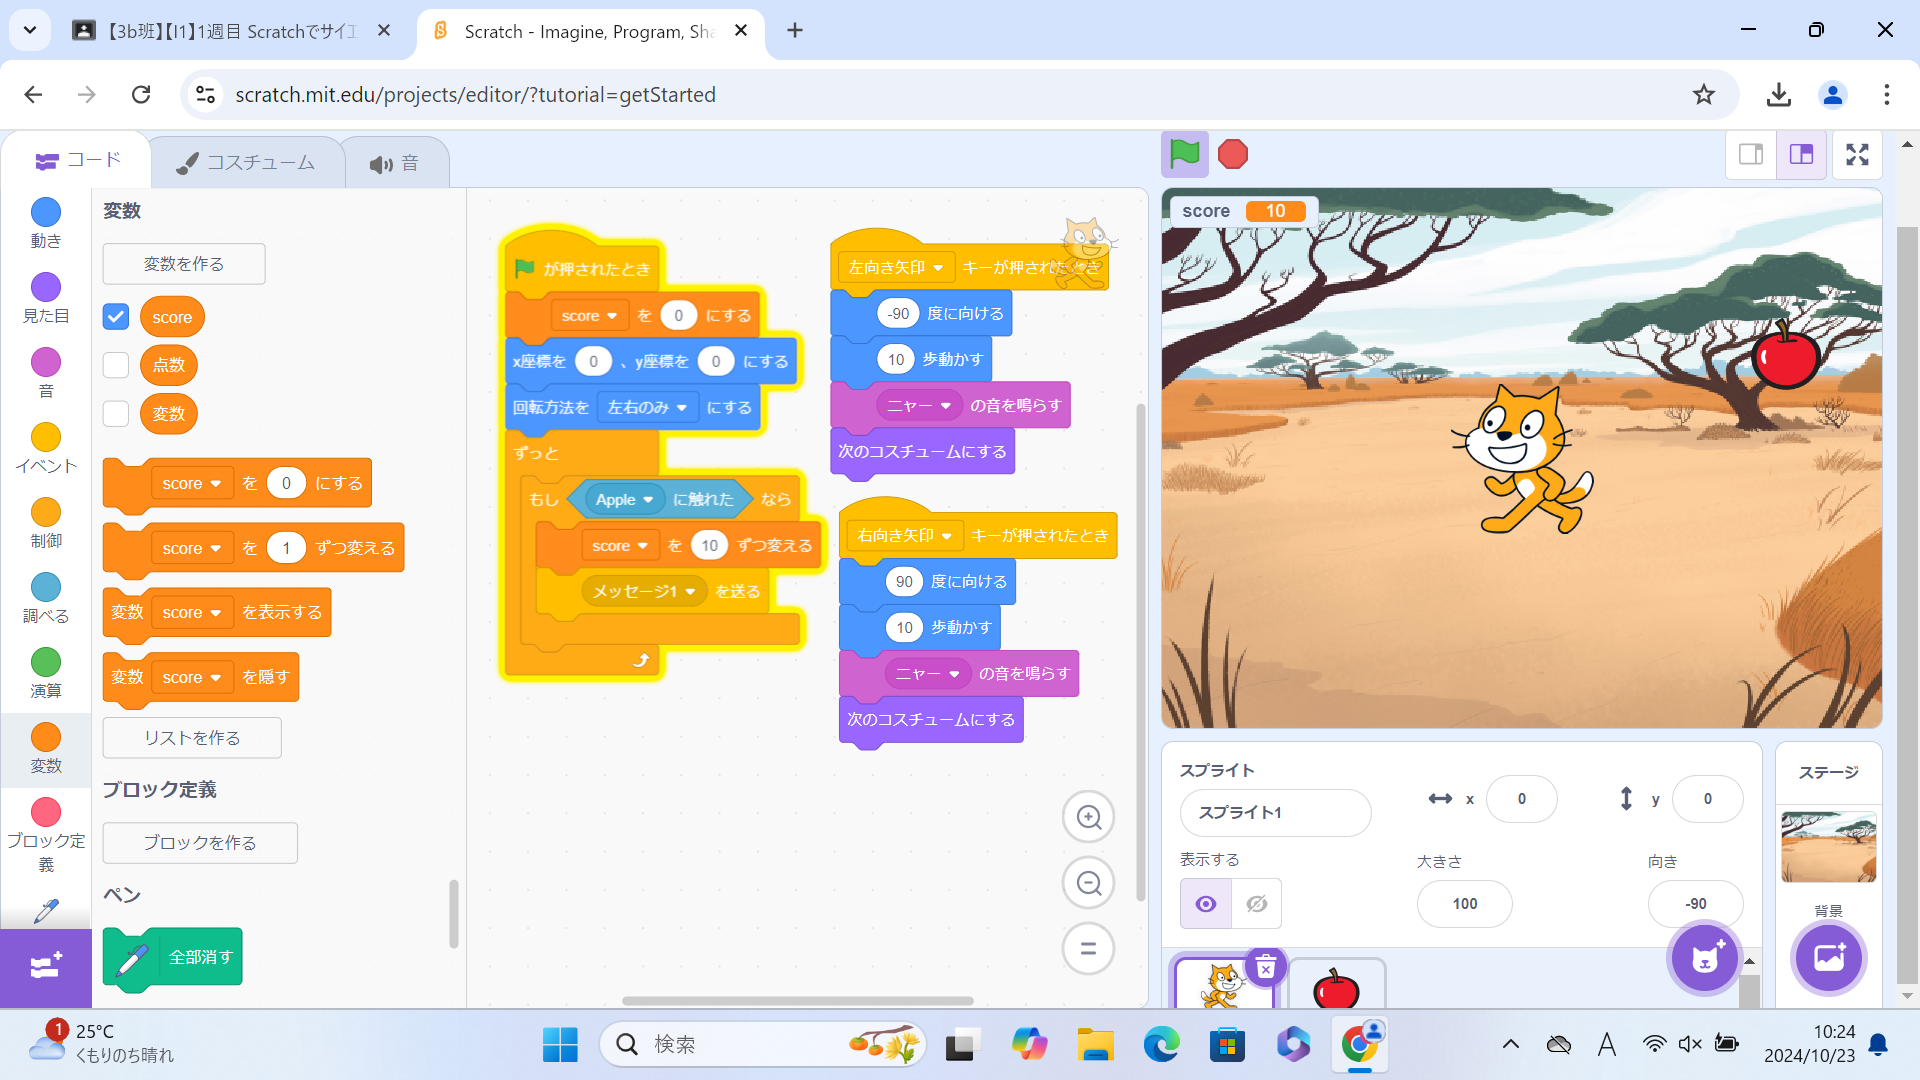 【3b班】【I1】1週目 Scratchでサイエ
Scratch - Imagine, Program, Sha
scratch.mit.edu/projects/editor/?tutorial=getStarted
コード
コスチューム
音
動き
見た目
音
イベント
制御
調べる
演算
変数
ブロック定
義
変数
変数を作る
score
点数
変数
score を 0 にする
score を 1 ずつ変える
変数 score を表示する
変数 score を隠す
リストを作る
ブロック定義
ブロックを作る
ペン
全部消す
が押されたとき
score を 0 にする
x座標を 0 、y座標を 0 にする
回転方法を 左右のみ にする
ずっと
もし Apple に触れた なら
score を 10 ずつ変える
メッセージ1 を送る
左向き矢印 キーが押されたとき
-90 度に向ける
10 歩動かす
ニャー の音を鳴らす
次のコスチュームにする
右向き矢印 キーが押されたとき
90 度に向ける
10 歩動かす
ニャー の音を鳴らす
次のコスチュームにする
score 10
スプライト
スプライト1
x 0
y 0
表示する
大きさ
100
向き
-90
ステージ
背景
1
25°C
くもりのち晴れ
検索
A
10:24
2024/10/23